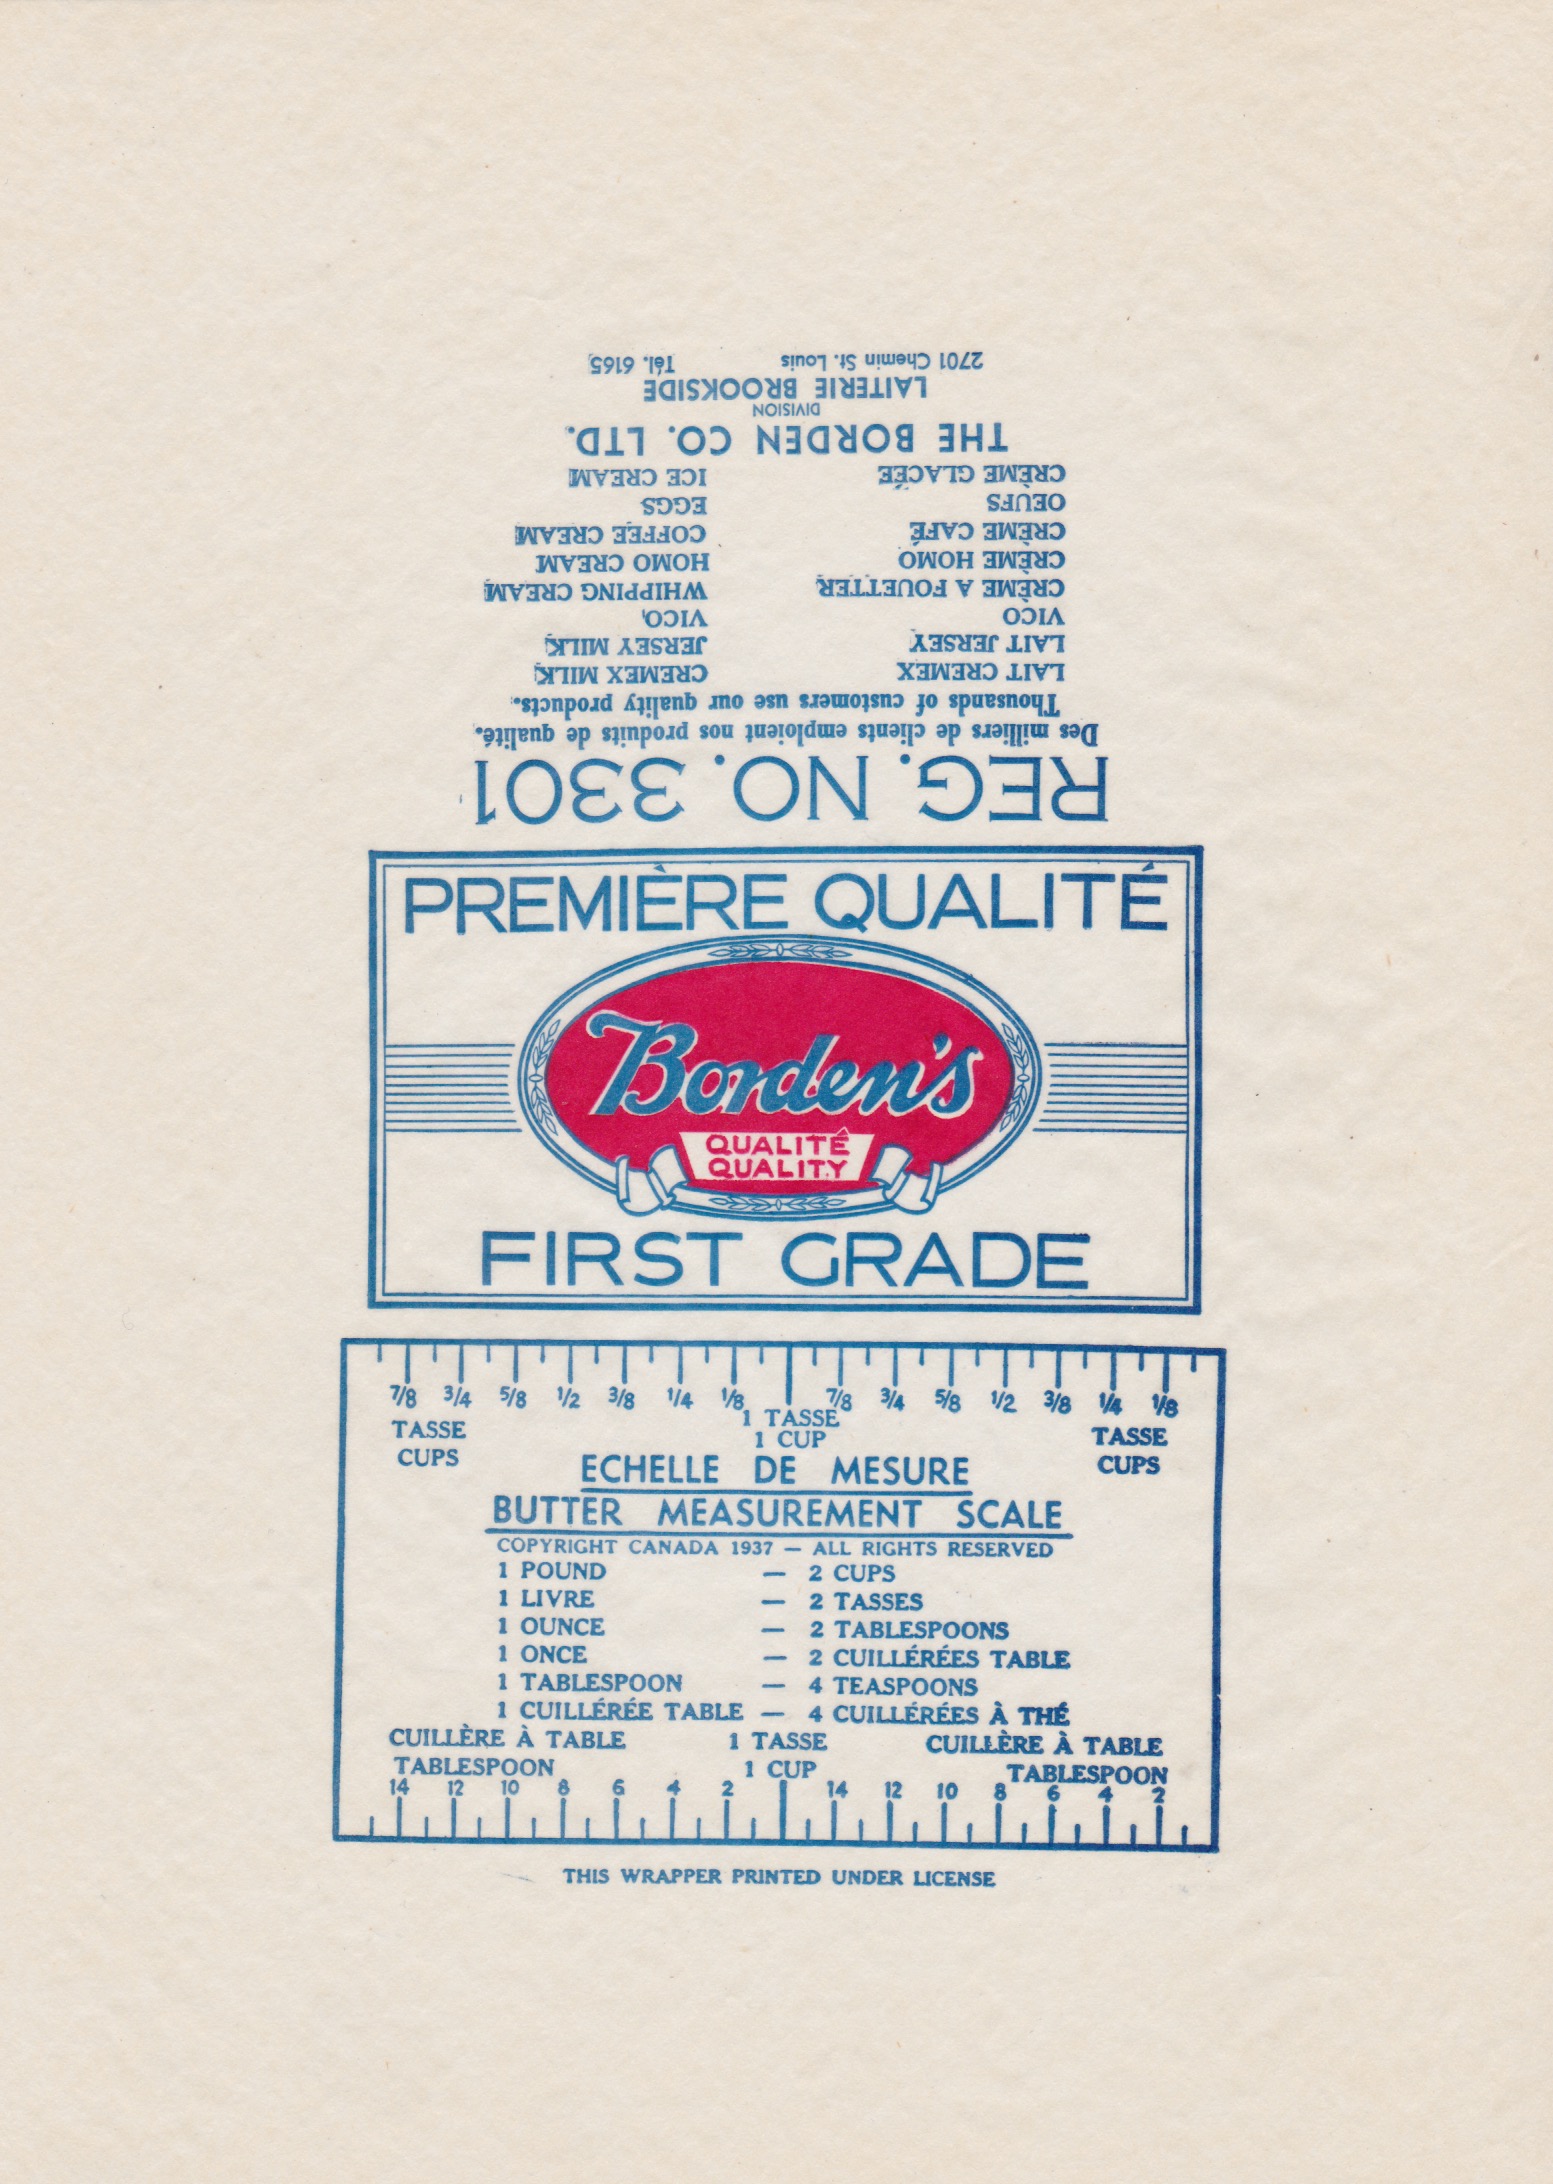 REG. NO. 3301
Des milliers de clients emploient nos produits de qualité.
Thousands of customers use our quality products.
LAIT CREMEX CREMEX MILK
LAIT JERSEY JERSEY MILK
VICO VICO
CRÈME A FOUETTER WHIPPING CREAM
CRÈME HOMO HOMO CREAM
CRÈME CAFÉ COFFEE CREAM
OEUFS EGGS
CRÈME GLACÉE ICE CREAM
THE BORDEN CO. LTD.
DIVISION
LAITERIE BROOKSIDE
2701 Chemin St. Louis Tél. 6165
PREMIÈRE QUALITÉ
Borden's
QUALITÉ
QUALITY
FIRST GRADE
7/8 3/4 5/8 1/2 3/8 1/4 1/8 7/8 3/4 5/8 1/2 3/8 1/4 1/8
TASSE 1 TASSE TASSE
CUPS 1 CUP CUPS
ECHELLE DE MESURE
BUTTER MEASUREMENT SCALE
COPYRIGHT CANADA 1937 — ALL RIGHTS RESERVED
1 POUND — 2 CUPS
1 LIVRE — 2 TASSES
1 OUNCE — 2 TABLESPOONS
1 ONCE — 2 CUILLÉRÉES TABLE
1 TABLESPOON — 4 TEASPOONS
1 CUILLÉRÉE TABLE — 4 CUILLÉRÉES À THÉ
CUILLÈRE À TABLE 1 TASSE CUILLÈRE À TABLE
TABLESPOON 1 CUP TABLESPOON
14 12 10 8 6 4 2 14 12 10 8 6 4 2
THIS WRAPPER PRINTED UNDER LICENSE